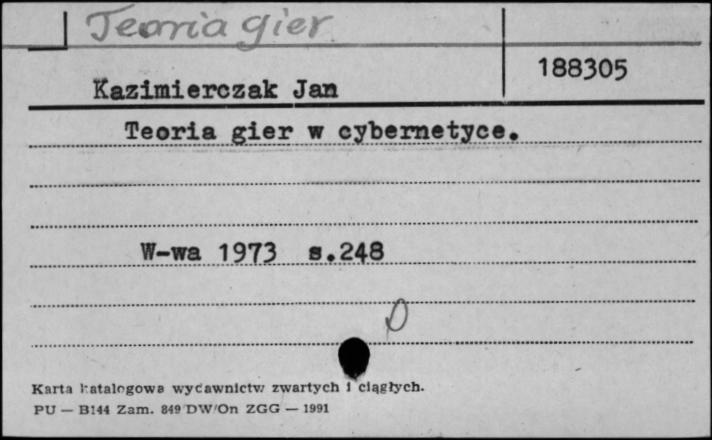 Teoria gier
188305
Kazimierczak Jan
Teoria gier w cybernetyce.
W-wa 1973 s.248
Karta katalogowa wydawnictw zwartych i ciągłych.
PU — B144 Zam. 849 DW/On ZGG — 1991